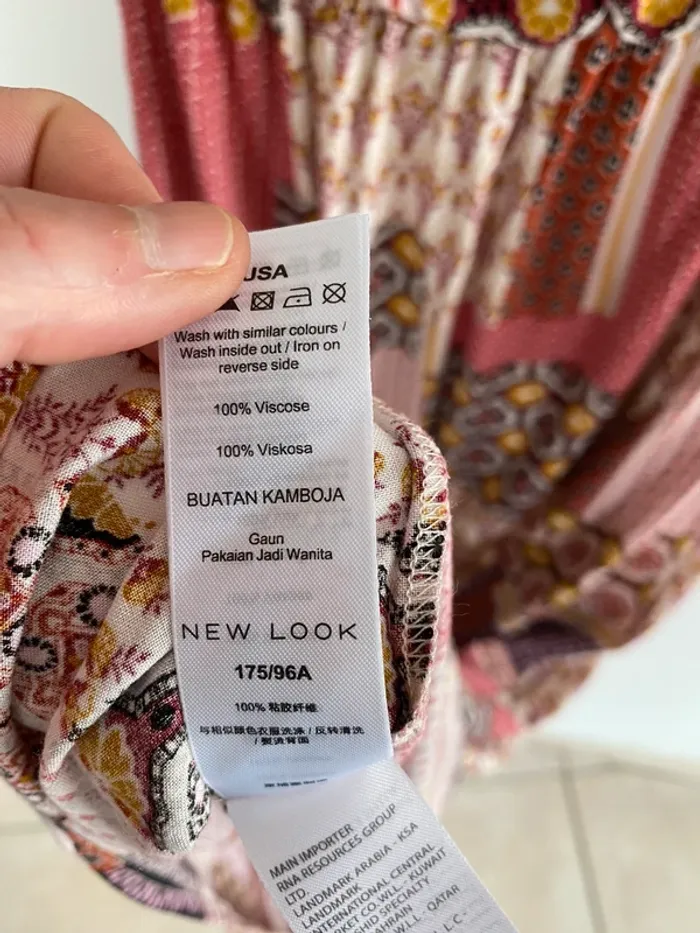 USA
Wash with similar colours /
Wash inside out / Iron on
reverse side
100% Viscose
100% Viskosa
BUATAN KAMBOJA
Gaun
Pakaian Jadi Wanita
NEW LOOK
175/96A
100% 粘胶纤维
与相似颜色衣服洗涤 / 反转清洗
/ 熨烫背面
MAIN IMPORTER
RNA RESOURCES GROUP
LTD.
LANDMARK ARABIA - KSA
LANDMARK
INTERNATIONAL CENTRAL
MARKET CO.W.L.L. - KUWAIT
SPECIALTY
BAHRAIN
W.L.L. - QATAR
L.C -